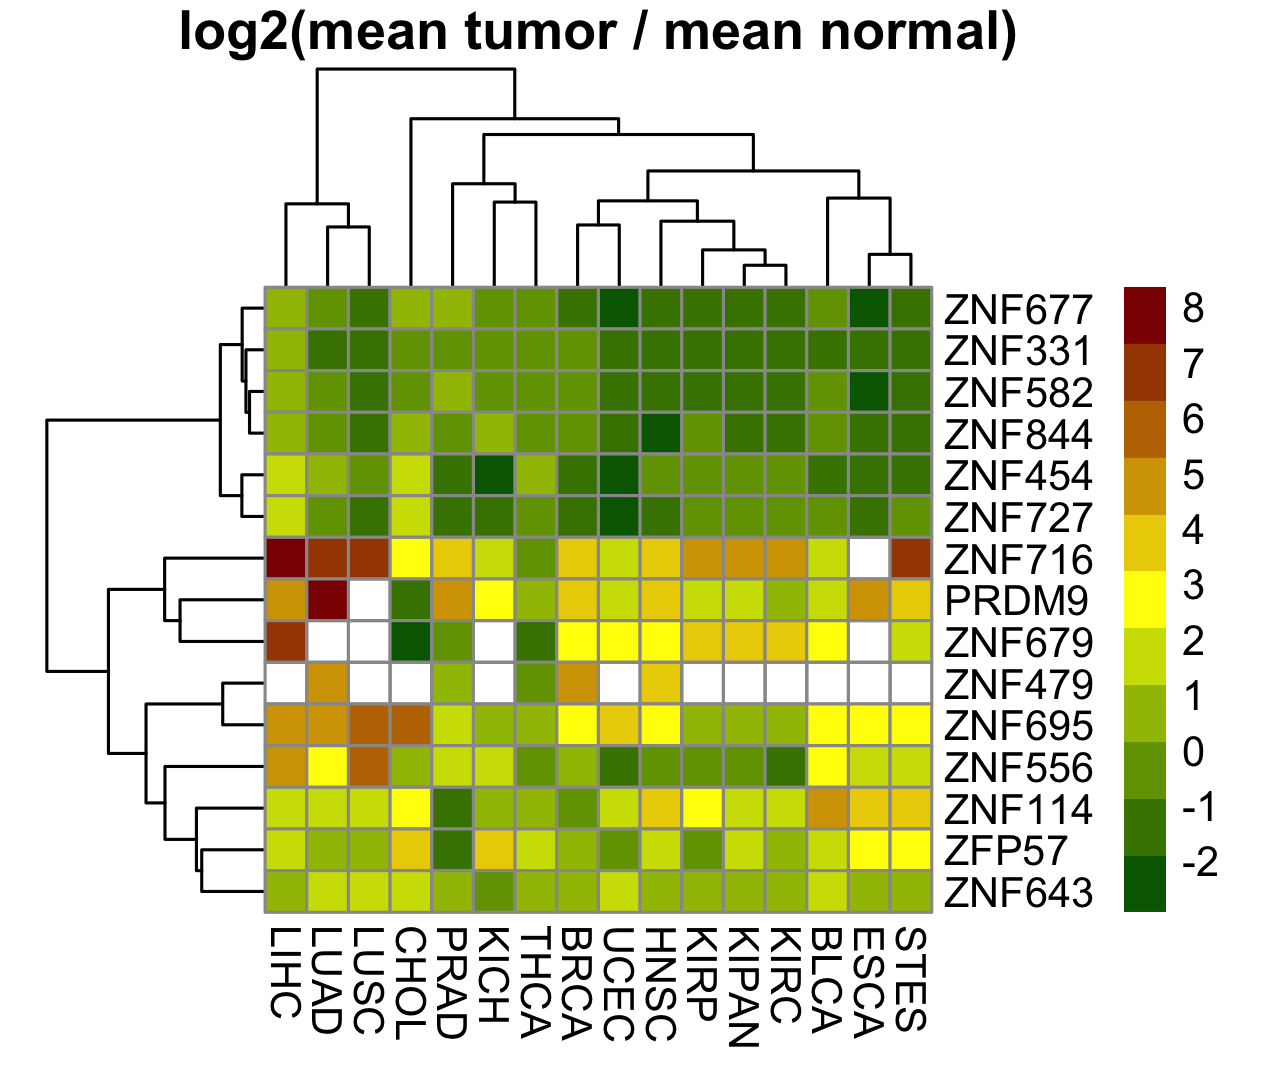 log2(mean tumor / mean normal)
ZNF677
ZNF331
ZNF582
ZNF844
ZNF454
ZNF727
ZNF716
PRDM9
ZNF679
ZNF479
ZNF695
ZNF556
ZNF114
ZFP57
ZNF643
8
7
6
5
4
3
2
1
0
-1
-2
LIHC
LUAD
LUSC
CHOL
PRAD
KICH
THCA
BRCA
UCEC
HNSC
KIRP
KIPAN
KIRC
BLCA
ESCA
STES